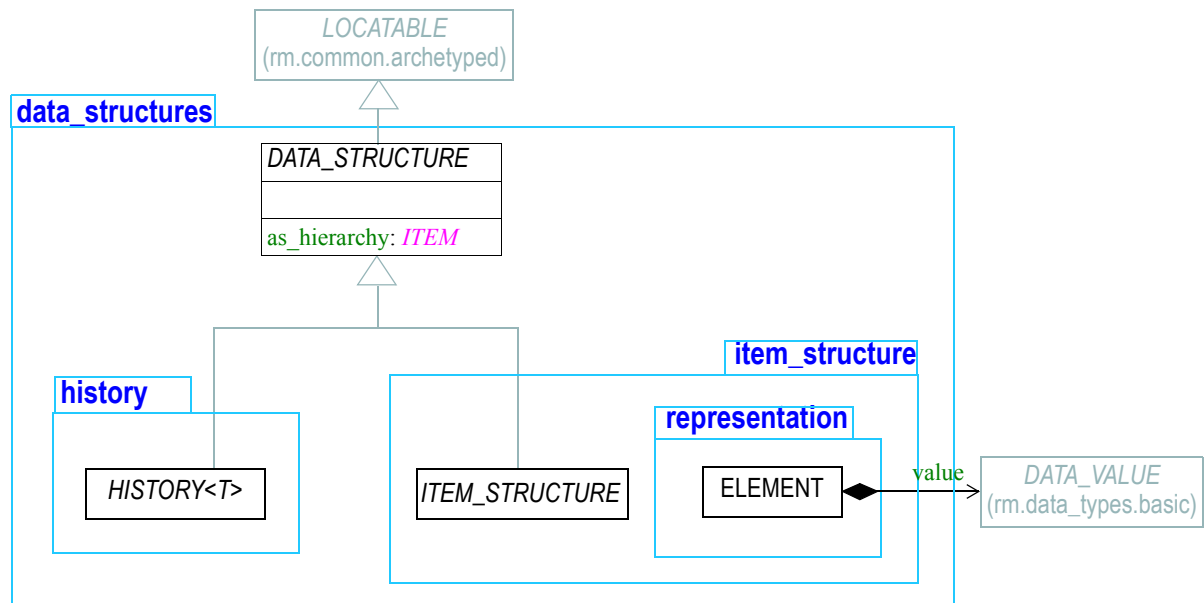 LOCATABLE
(rm.common.archetyped)
data_structures
DATA_STRUCTURE
as_hierarchy: ITEM
item_structure
history
representation
HISTORY<T>
ITEM_STRUCTURE
ELEMENT
value
DATA_VALUE
(rm.data_types.basic)